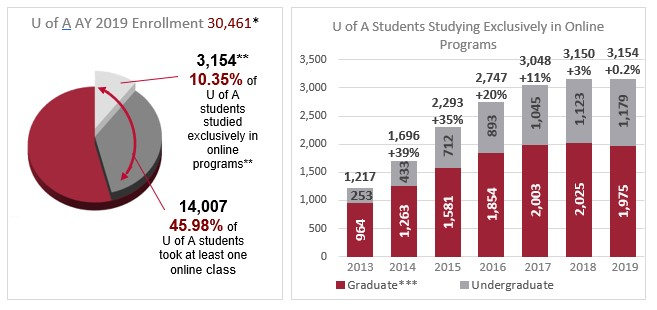 U of A AY 2019 Enrollment 30,461*
3,154**
10.35% of
U of A
students
studied
exclusively in
online
programs**
14,007
45.98% of
U of A students
took at least one
online class
U of A Students Studying Exclusively in Online
Programs
3,500
3,000
2,500
2,000
1,500
1,000
500
0
1,217
253
964
1,696
+39%
433
1,263
2,293
+35%
712
1,581
2,747
+20%
893
1,854
3,048
+11%
1,045
2,003
3,150
+3%
1,123
2,025
3,154
+0.2%
1,179
1,975
2013 2014 2015 2016 2017 2018 2019
Graduate*** Undergraduate